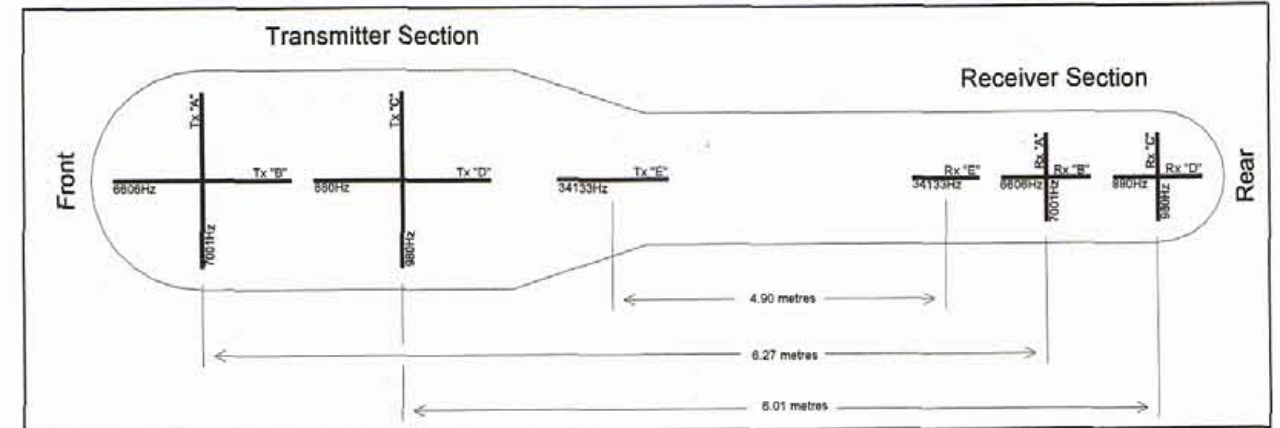 Transmitter Section
Receiver Section
Front
Rear
Tx "A"
Tx "B"
6606Hz
7001Hz
Tx "C"
Tx "D"
880Hz
980Hz
Tx "E"
34133Hz
Rx "E"
34133Hz
Rx "A"
Rx "B"
6606Hz
7001Hz
Rx "C"
Rx "D"
880Hz
980Hz
4.90 metres
6.27 metres
6.01 metres